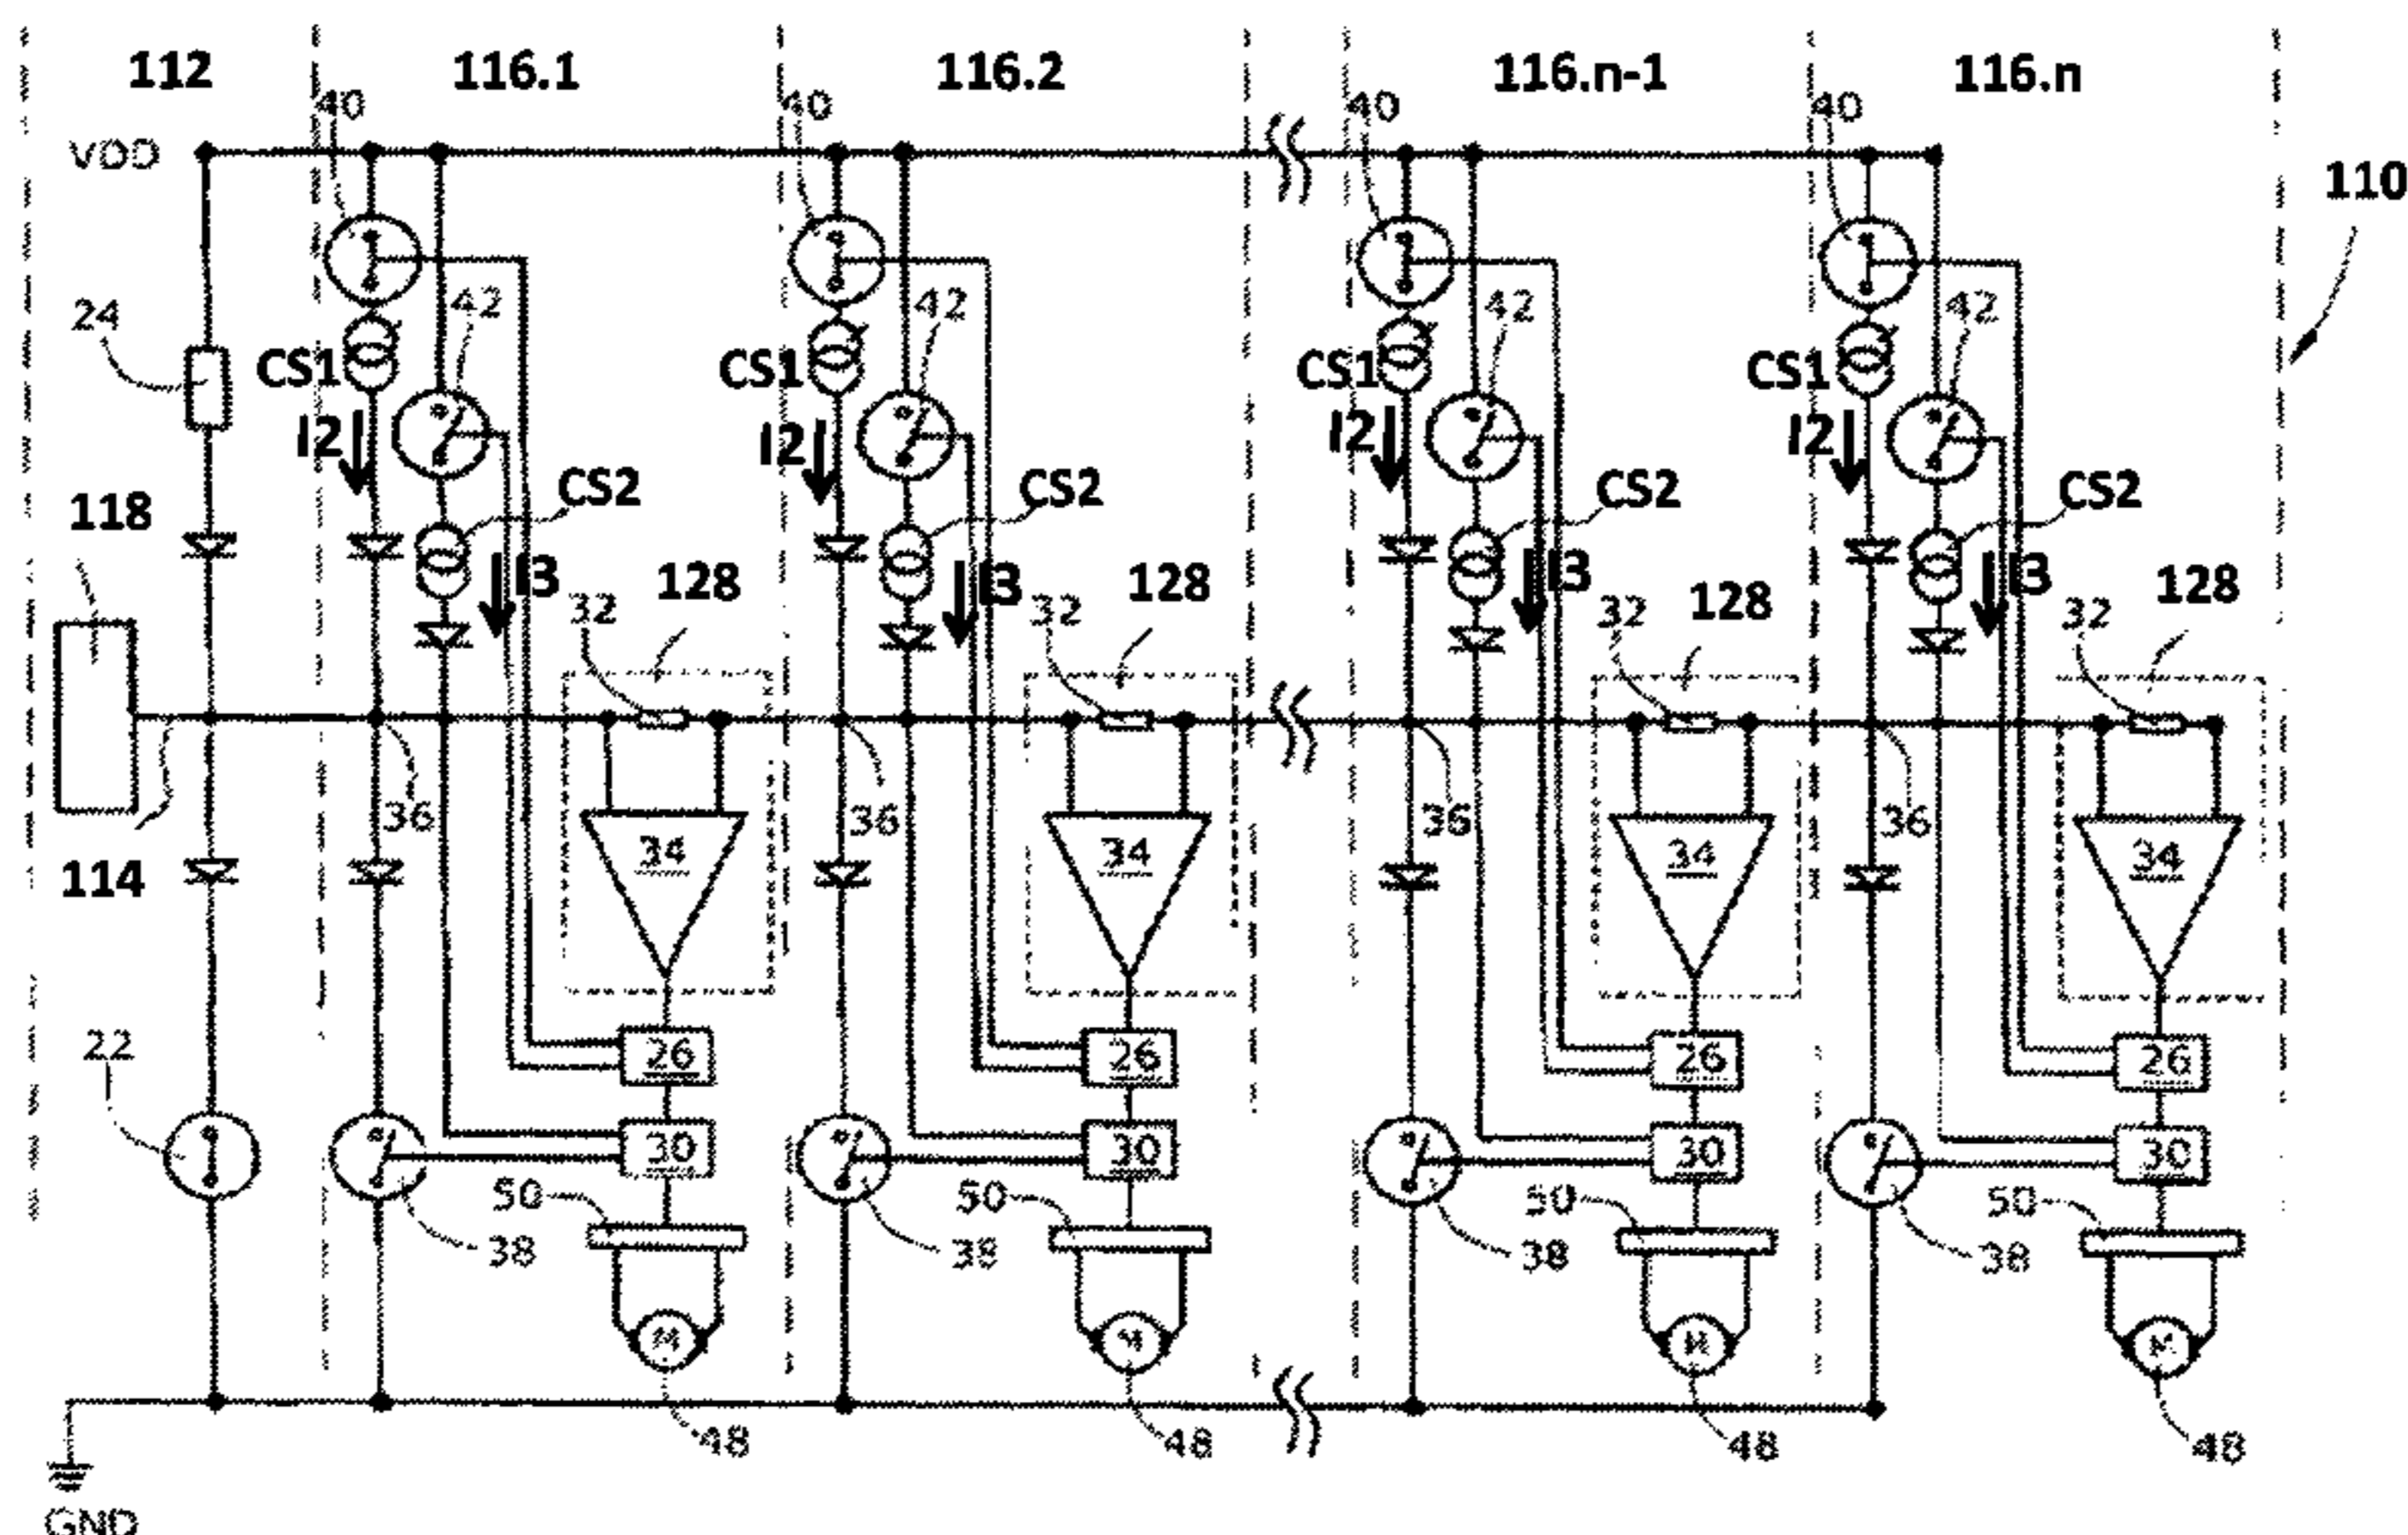 112 116.1 116.2 116.n-1 116.n
40 40 40 40
VDD
110
24 42 42 42 42
CS1 CS1 CS1 CS1
I2 I2 I2 I2
CS2 CS2 CS2 CS2
118
I3 I3 I3 I3
32 128 32 128 32 128 32 128
36 36 36 36
34 34 34 34
114
22 26 26 26 26
30 30 30 30
50 50 50 50
38 38 38 38
M M
48 48 48 48
GND